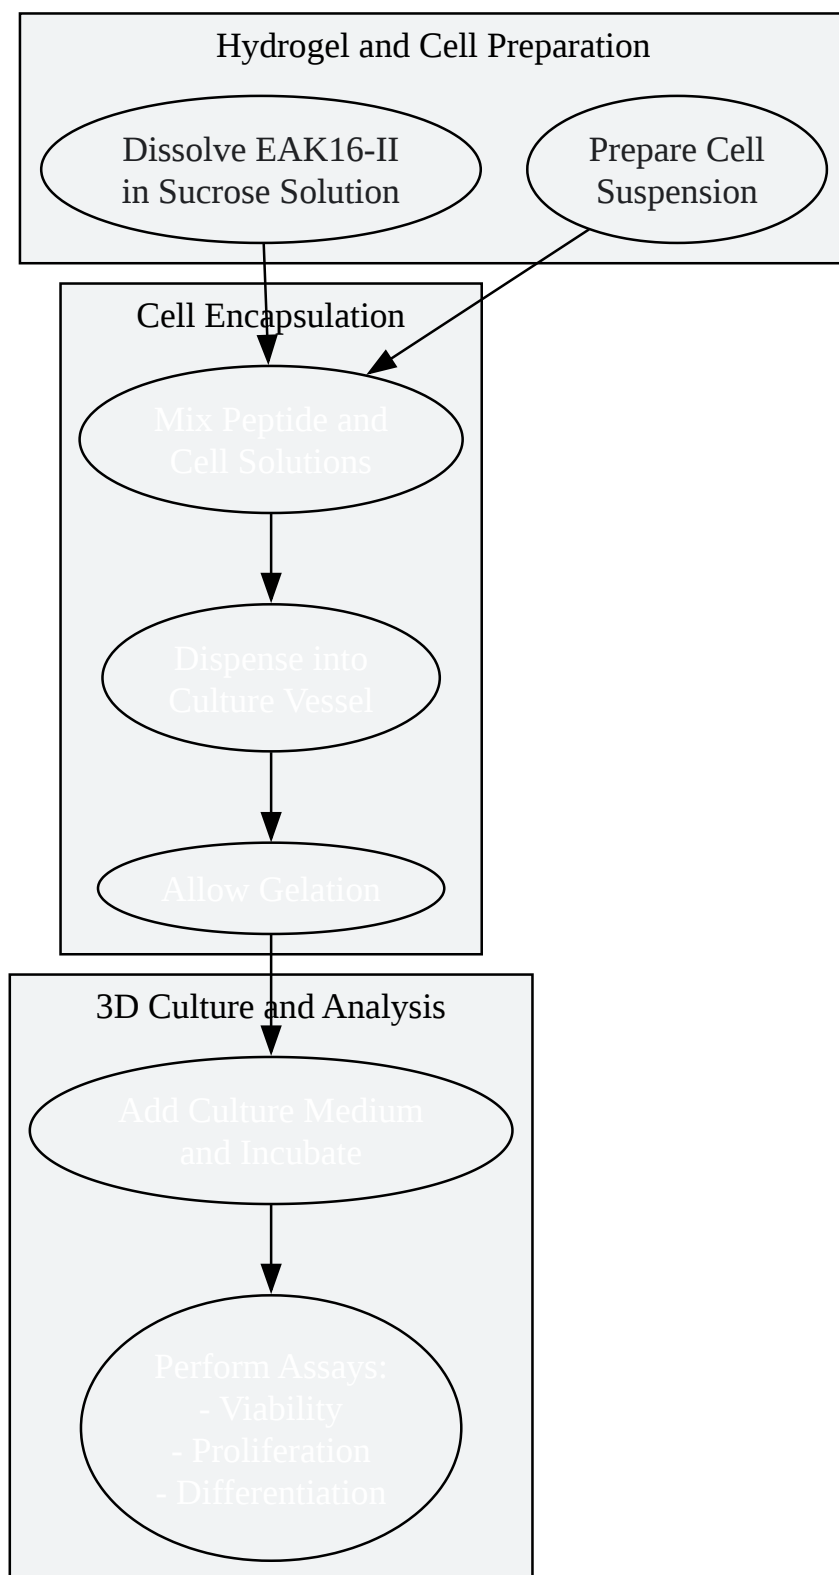 Hydrogel and Cell Preparation
Dissolve EAK16-II
in Sucrose Solution
Prepare Cell
Suspension
Cell Encapsulation
Mix Peptide and
Cell Solutions
Dispense into
Culture Vessel
Allow Gelation
3D Culture and Analysis
Add Culture Medium
and Incubate
Perform Assays:
- Viability
- Proliferation
- Differentiation